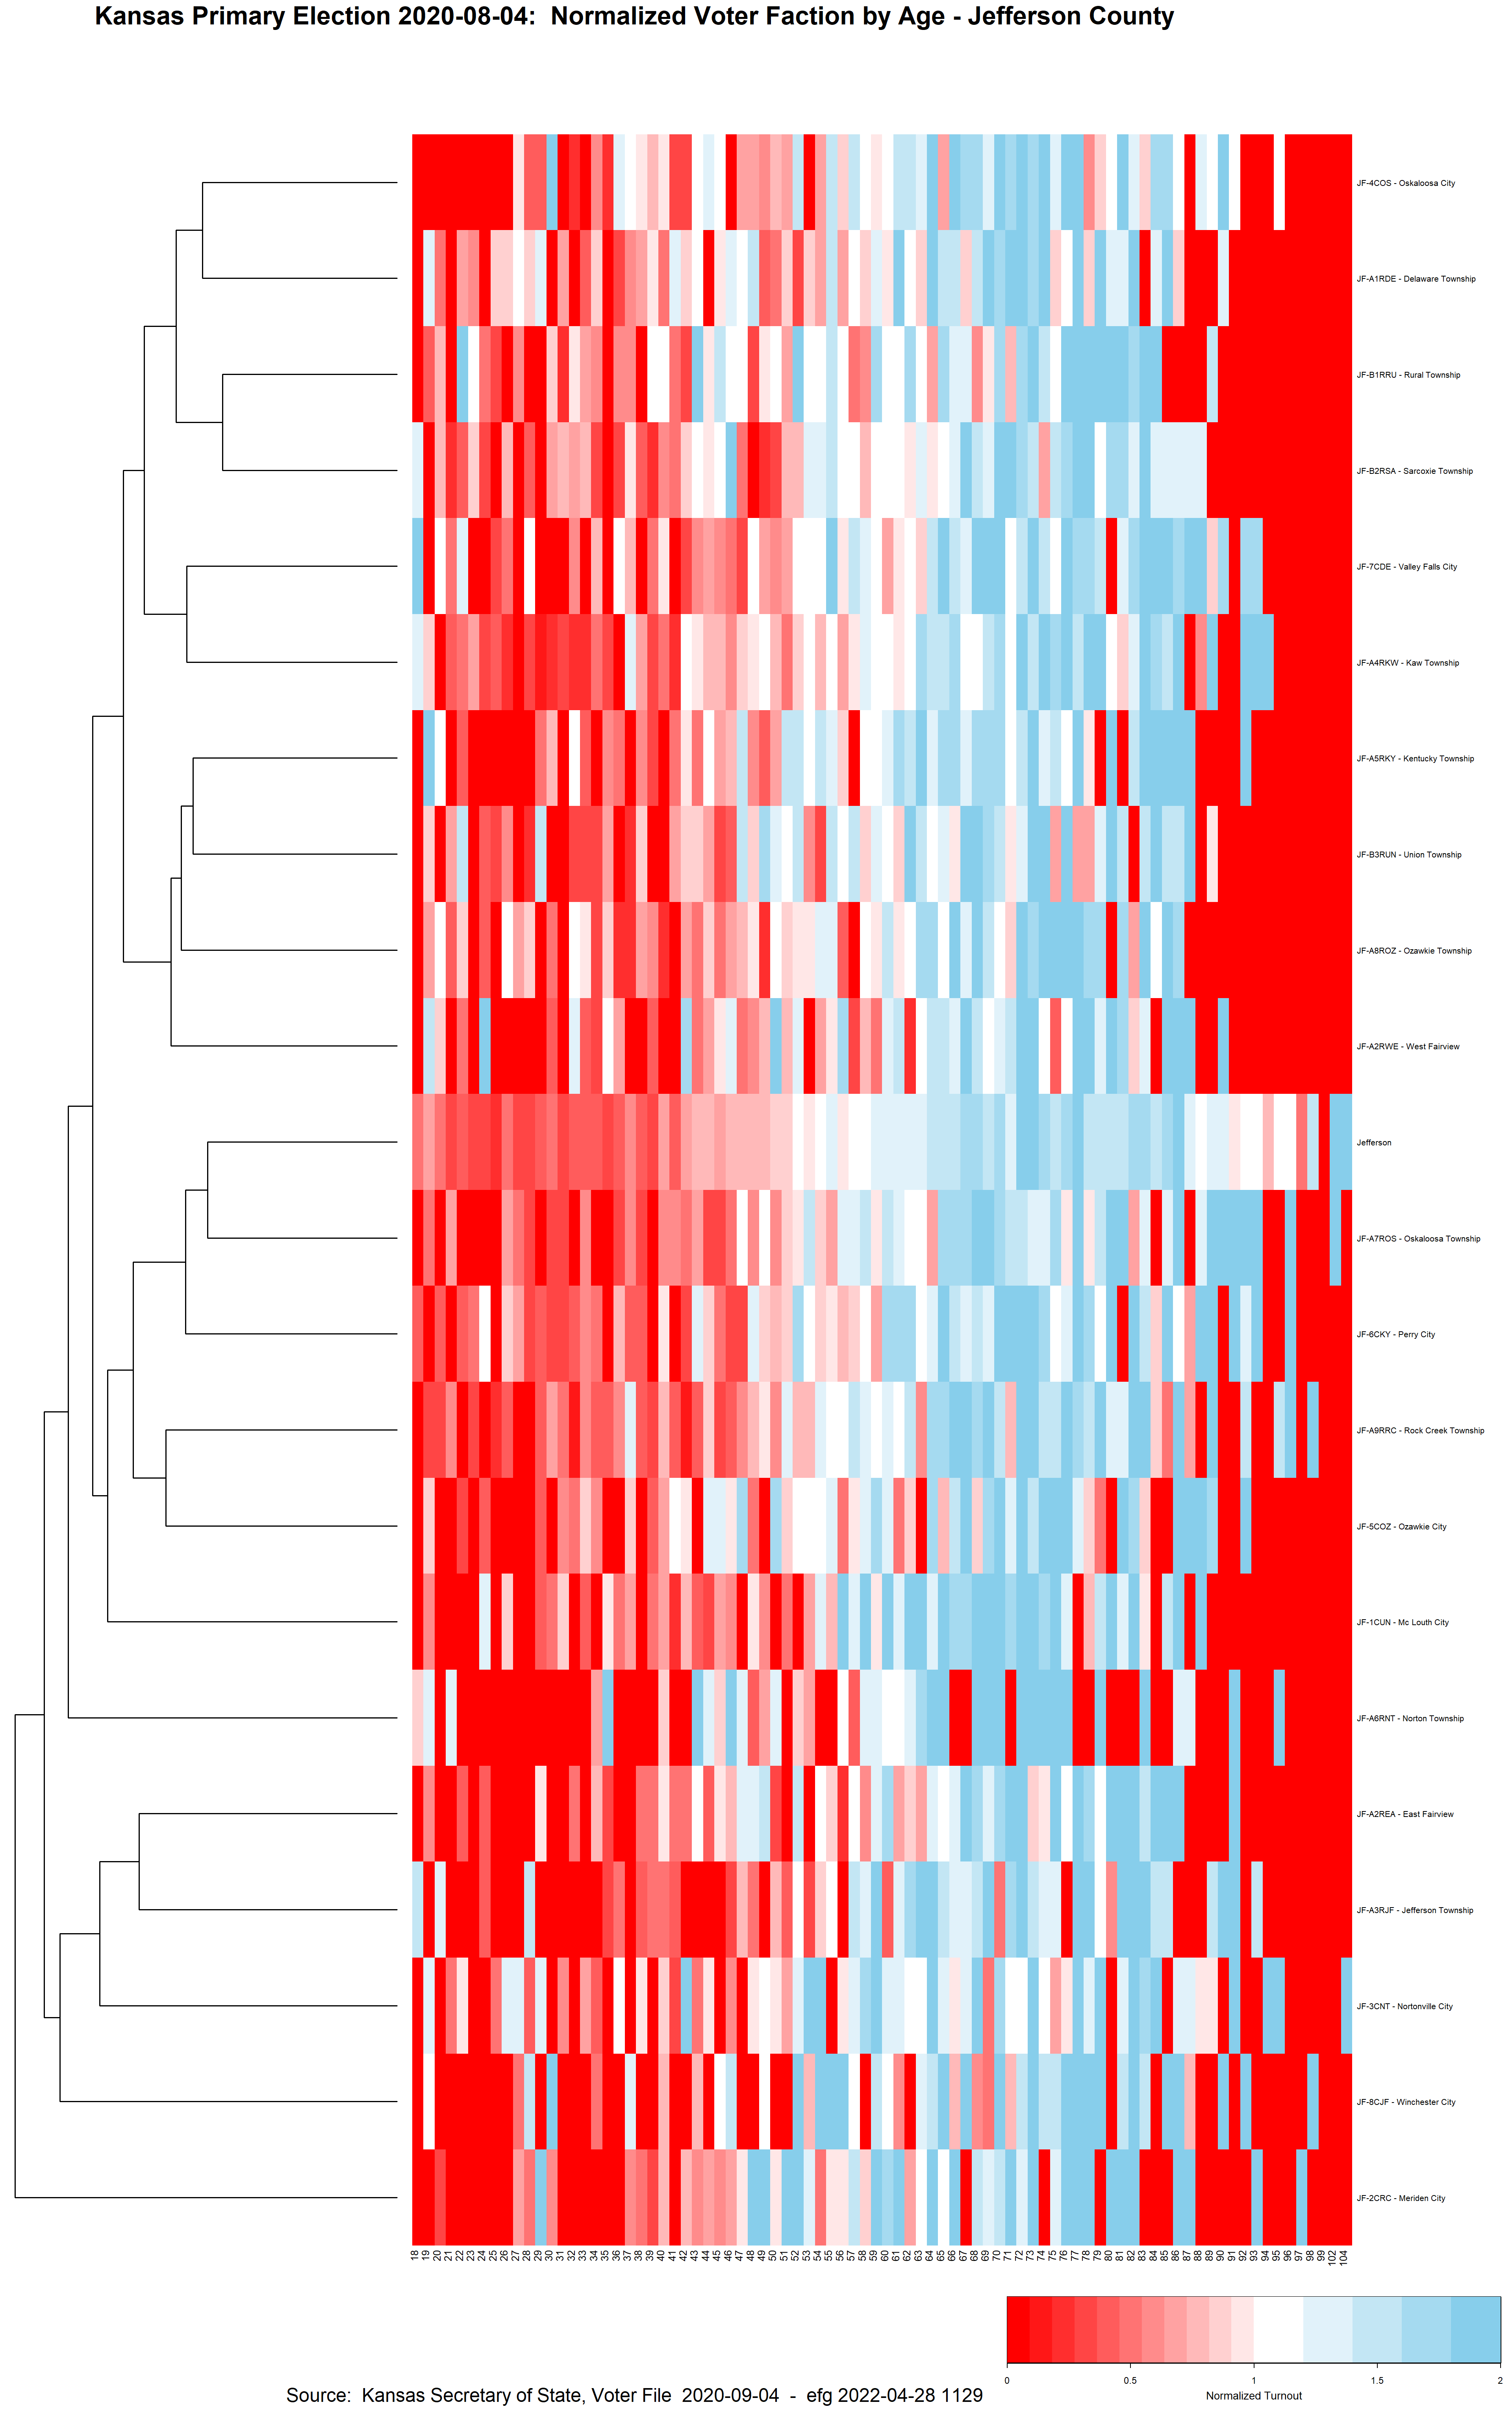 Kansas Primary Election 2020-08-04:  Normalized Voter Faction by Age - Jefferson County
JF-4COS - Oskaloosa City
JF-A1RDE - Delaware Township
JF-B1RRU - Rural Township
JF-B2RSA - Sarcoxie Township
JF-7CDE - Valley Falls City
JF-A4RKW - Kaw Township
JF-A5RKY - Kentucky Township
JF-B3RUN - Union Township
JF-A8ROZ - Ozawkie Township
JF-A2RWE - West Fairview
Jefferson
JF-A7ROS - Oskaloosa Township
JF-6CKY - Perry City
JF-A9RRC - Rock Creek Township
JF-5COZ - Ozawkie City
JF-1CUN - Mc Louth City
JF-A6RNT - Norton Township
JF-A2REA - East Fairview
JF-A3RJF - Jefferson Township
JF-3CNT - Nortonville City
JF-8CJF - Winchester City
JF-2CRC - Meriden City
18 19 20 21 22 23 24 25 26 27 28 29 30 31 32 33 34 35 36 37 38 39 40 41 42 43 44 45 46 47 48 49 50 51 52 53 54 55 56 57 58 59 60 61 62 63 64 65 66 67 68 69 70 71 72 73 74 75 76 77 78 79 80 81 82 83 84 85 86 87 88 89 90 91 92 93 94 95 96 97 98 99 102 104
0 0.5 1 1.5 2
Normalized Turnout
Source:  Kansas Secretary of State, Voter File  2020-09-04  -  efg 2022-04-28 1129